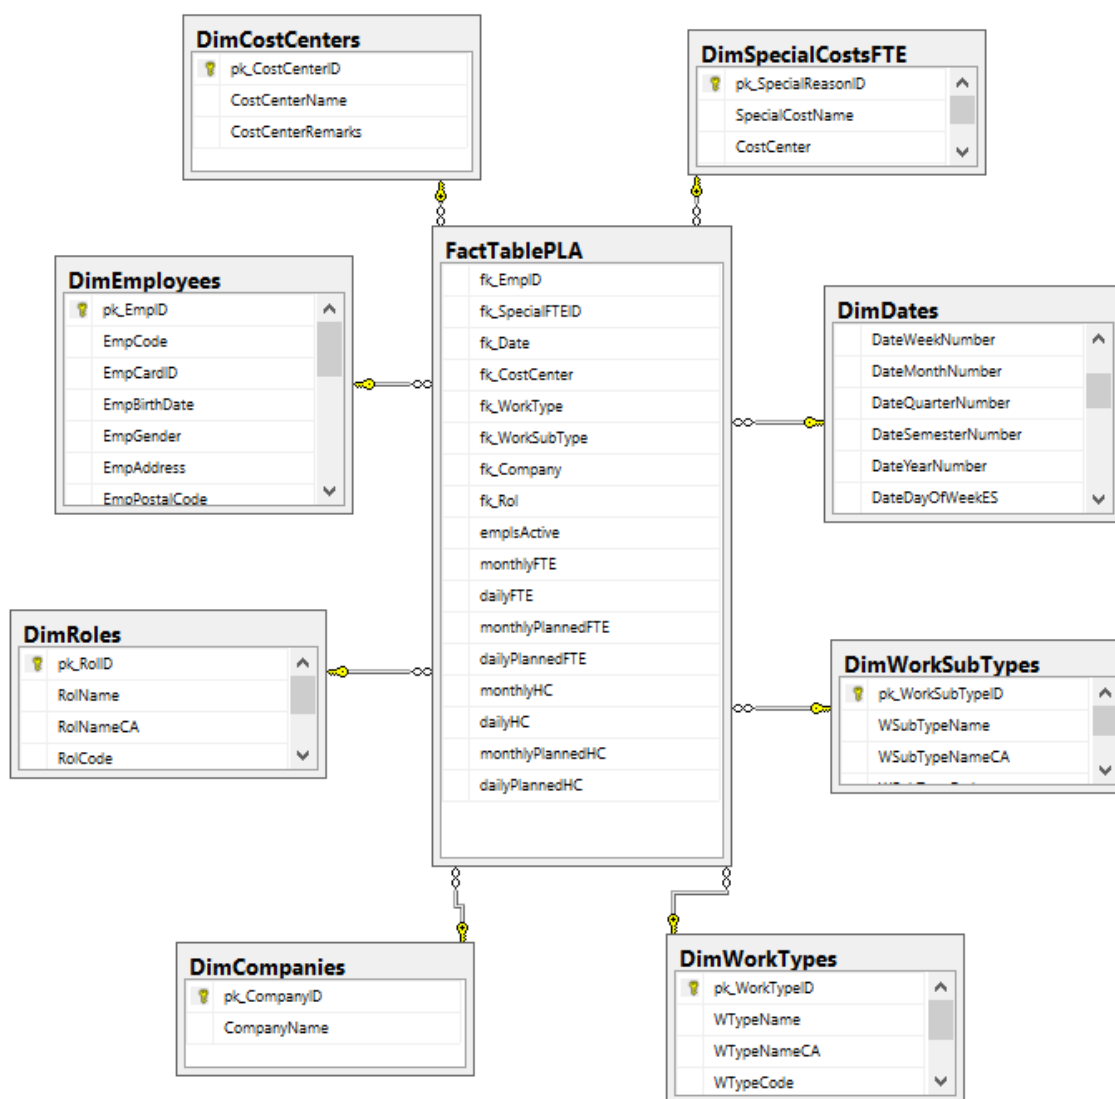 DimCostCenters
pk_CostCenterID
CostCenterName
CostCenterRemarks
DimSpecialCostsFTE
pk_SpecialReasonID
SpecialCostName
CostCenter
FactTablePLA
fk_EmpID
fk_SpecialFTEID
fk_Date
fk_CostCenter
fk_WorkType
fk_WorkSubType
fk_Company
fk_Rol
empIsActive
monthlyFTE
dailyFTE
monthlyPlannedFTE
dailyPlannedFTE
monthlyHC
dailyHC
monthlyPlannedHC
dailyPlannedHC
DimEmployees
pk_EmpID
EmpCode
EmpCardID
EmpBirthDate
EmpGender
EmpAddress
EmpPostalCode
DimDates
DateWeekNumber
DateMonthNumber
DateQuarterNumber
DateSemesterNumber
DateYearNumber
DateDayOfWeekES
DimRoles
pk_RolID
RolName
RolNameCA
RolCode
DimWorkSubTypes
pk_WorkSubTypeID
WSubTypeName
WSubTypeNameCA
DimCompanies
pk_CompanyID
CompanyName
DimWorkTypes
pk_WorkTypeID
WTypeName
WTypeNameCA
WTypeCode